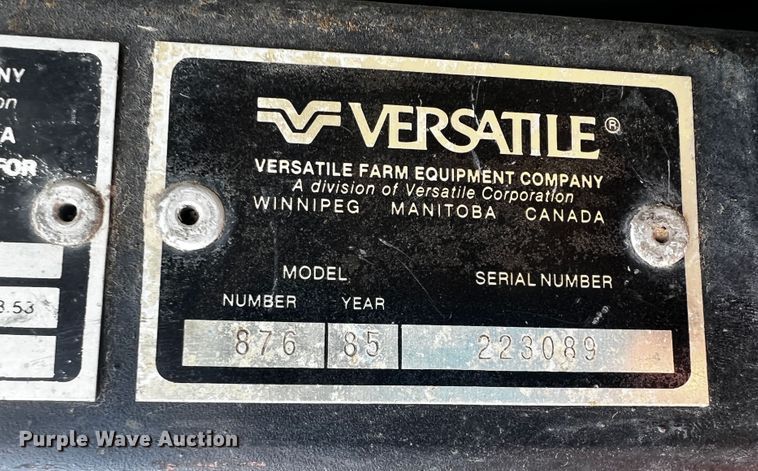 NY
on
A
FOR
3.53
VERSATILE®
VERSATILE FARM EQUIPMENT COMPANY
A division of Versatile Corporation
WINNIPEG MANITOBA CANADA
MODEL SERIAL NUMBER
NUMBER YEAR
876 85 223089
Purple Wave Auction